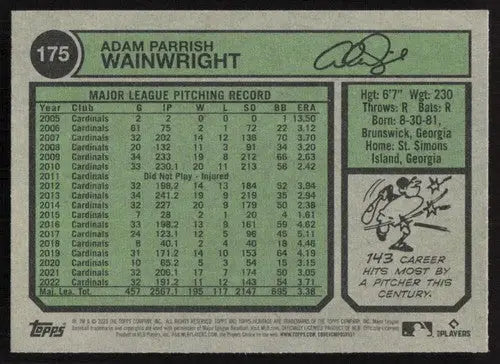 175
ADAM PARRISH
WAINWRIGHT
MAJOR LEAGUE PITCHING RECORD
Year Club G IP W L SO BB ERA
2005 Cardinals 2 2 0 0 0 1 13.50
2006 Cardinals 61 75 2 1 72 22 3.12
2007 Cardinals 32 202 14 12 136 70 3.70
2008 Cardinals 20 132 11 3 91 34 3.20
2009 Cardinals 34 233 19 8 212 66 2.63
2010 Cardinals 33 230.1 20 11 213 56 2.42
2011 Cardinals Did Not Play - Injured
2012 Cardinals 32 198.2 14 13 184 52 3.94
2013 Cardinals 34 241.2 19 9 219 35 2.94
2014 Cardinals 32 227 20 9 179 50 2.38
2015 Cardinals 7 28 2 1 20 4 1.61
2016 Cardinals 33 198.2 13 9 161 59 4.62
2017 Cardinals 24 123.1 12 5 96 45 5.11
2018 Cardinals 8 40.1 2 4 40 18 4.46
2019 Cardinals 31 171.2 14 10 153 64 4.19
2020 Cardinals 10 65.2 5 3 54 15 3.15
2021 Cardinals 32 206.1 17 7 174 50 3.05
2022 Cardinals 32 191.2 11 12 143 54 3.71
Maj. Lea. Tot. 457 2567.1 195 117 2147 695 3.38
Hgt: 6'7" Wgt: 230
Throws: R Bats: R
Born: 8-30-81,
Brunswick, Georgia
Home: St. Simons
Island, Georgia
143 CAREER
HITS MOST BY
A PITCHER THIS
CENTURY.
Topps
MLB PLAYERS